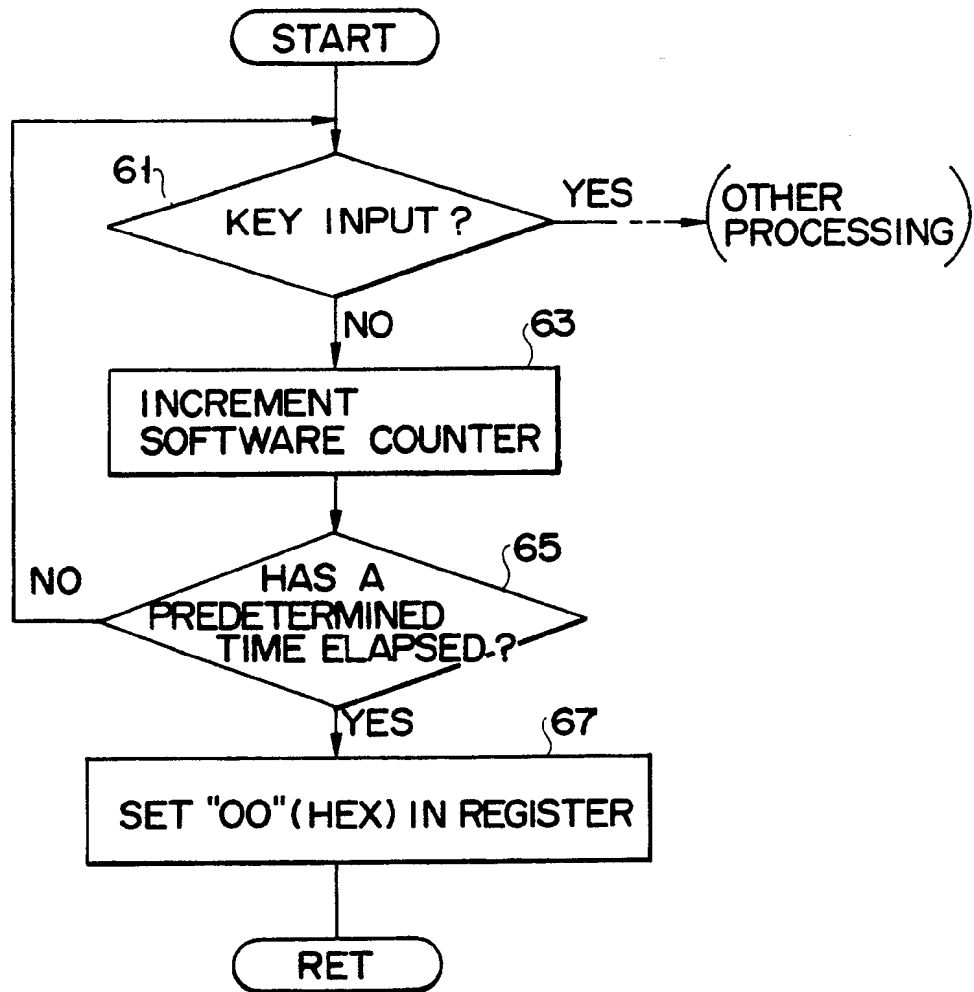 START
61
KEY INPUT ?
YES
(OTHER
PROCESSING)
NO
63
INCREMENT
SOFTWARE COUNTER
65
NO
HAS A
PREDETERMINED
TIME ELAPSED ?
YES
67
SET "00" (HEX) IN REGISTER
RET